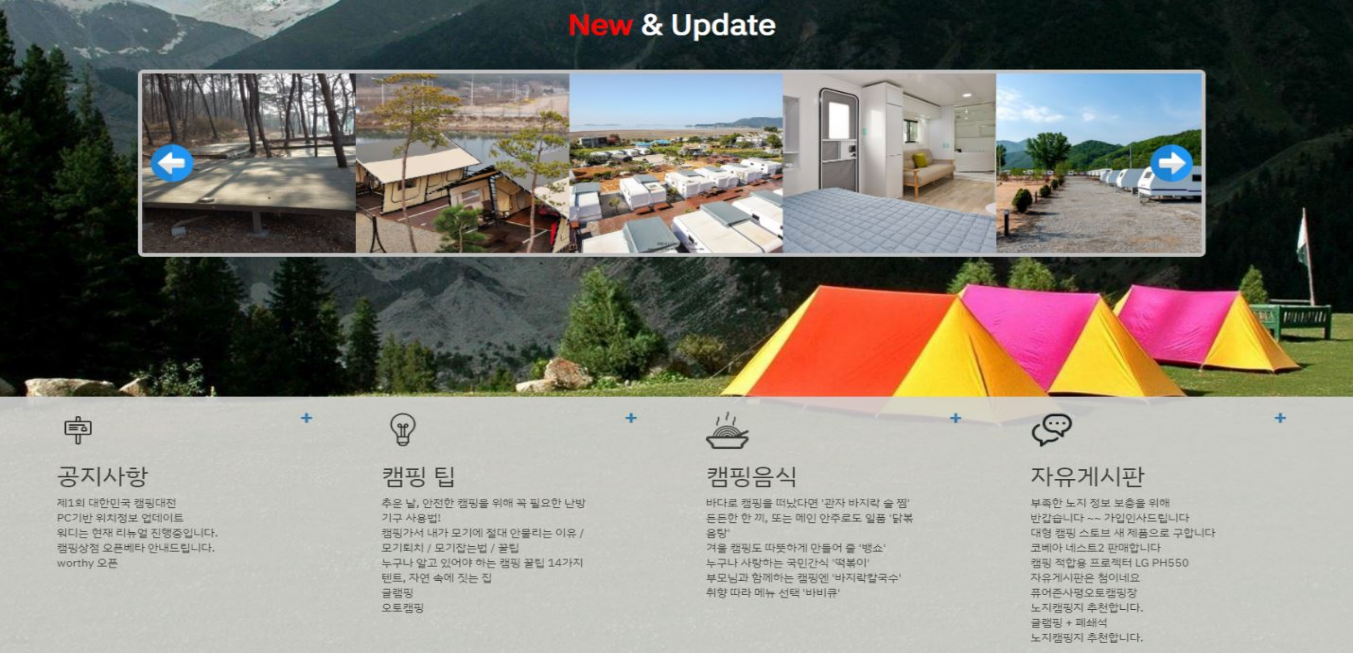 New & Update
공지사항
제1회 대한민국 캠핑대전
PC기반 위치정보 업데이트
워디는 현재 리뉴얼 진행중입니다.
캠핑상점 오픈베타 안내드립니다.
worthy 오픈
캠핑 팁
추운 날, 안전한 캠핑을 위해 꼭 필요한 난방
기구 사용법!
캠핑가서 내가 모기에 절대 안물리는 이유 /
모기퇴치 / 모기잡는법 / 꿀팁
누구나 알고 있어야 하는 캠핑 꿀팁 14가지
텐트, 자연 속에 짓는 집
글램핑
오토캠핑
캠핑음식
바다로 캠핑을 떠났다면 '관자 바지락 술 찜'
든든한 한 끼, 또는 메인 안주로도 일품 '닭볶
음탕'
겨울 캠핑도 따뜻하게 만들어 줄 '뱅쇼'
누구나 사랑하는 국민간식 '떡볶이'
부모님과 함께하는 캠핑엔 '바지락칼국수'
취향 따라 메뉴 선택 '바비큐'
자유게시판
부족한 노지 정보 보충을 위해
반갑습니다 ~~ 가입인사드립니다
대형 캠핑 스토브 새 제품으로 구합니다
코베아 네스트2 판매합니다
캠핑 적합용 프로젝터 LG PH550
자유게시판은 첨이네요
퓨어존사평오토캠핑장
노지캠핑지 추천합니다.
글램핑 + 폐쇄석
노지캠핑지 추천합니다.